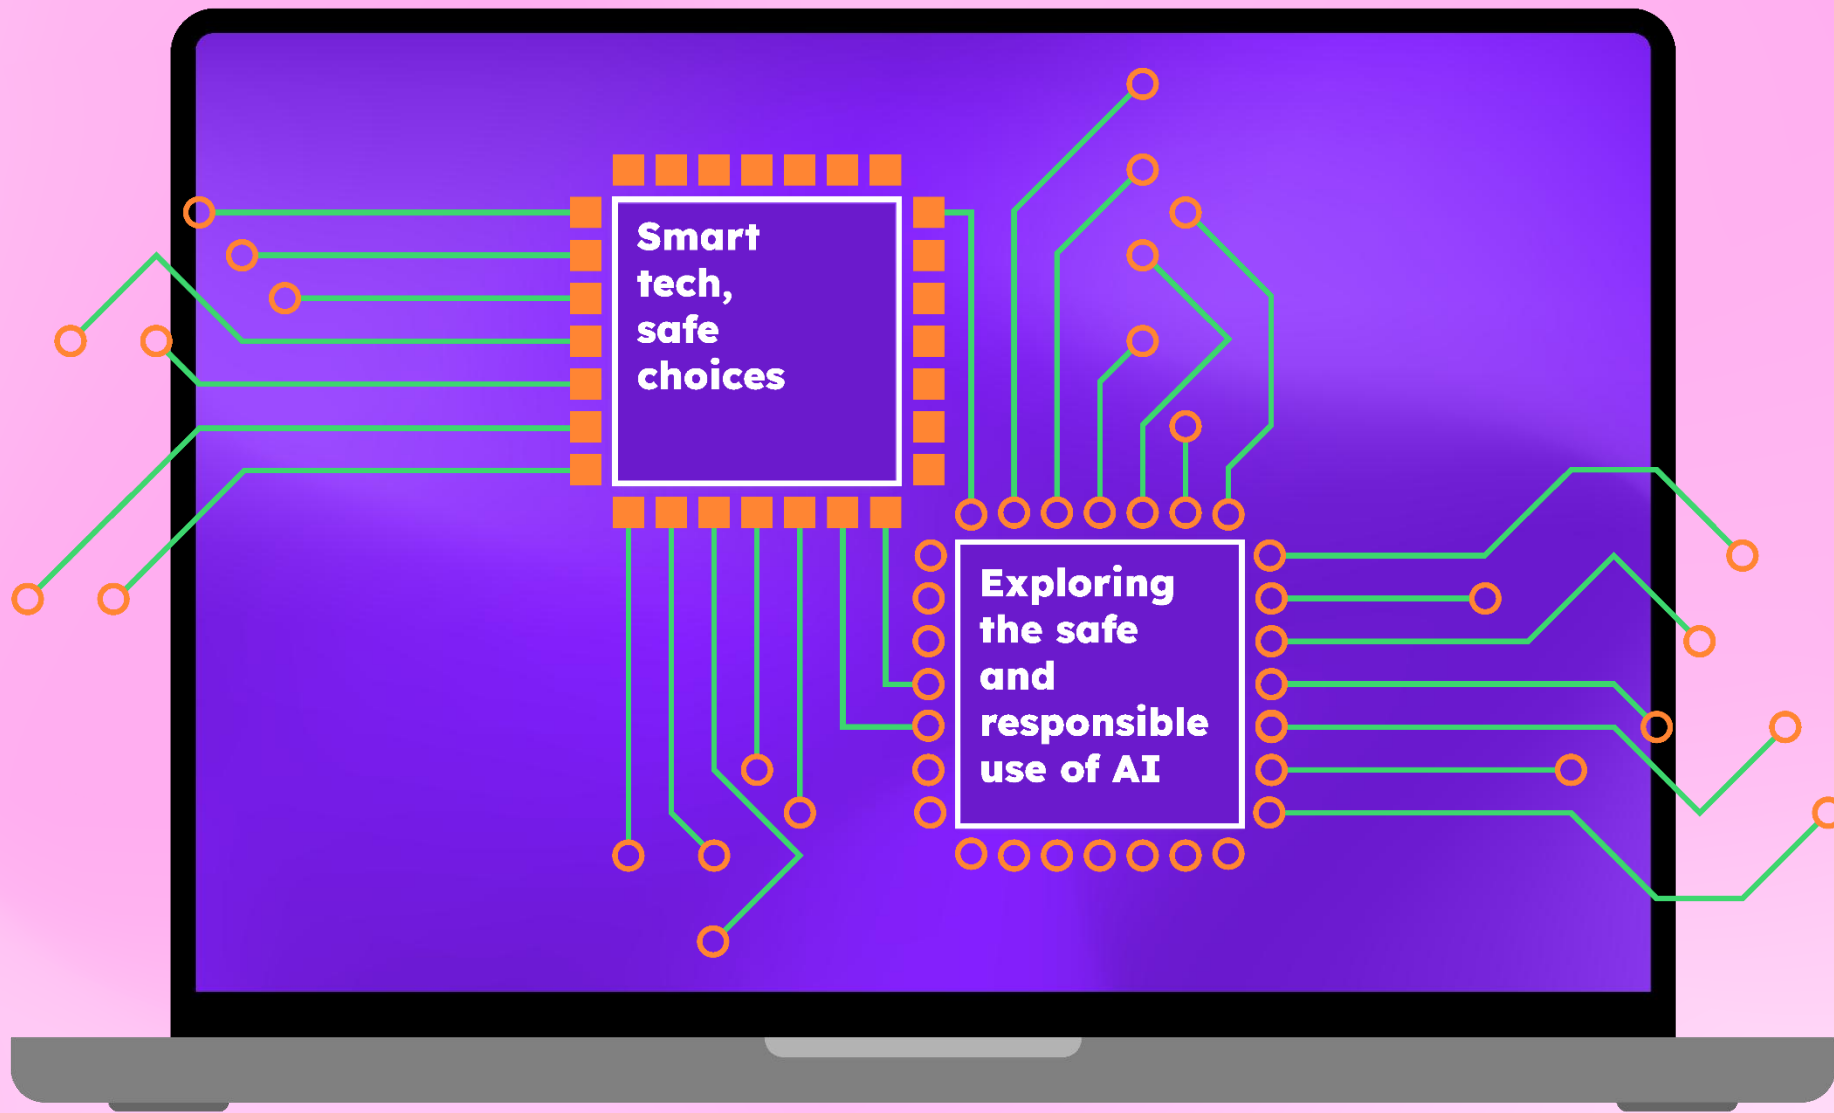 Smart
tech,
safe
choices
Exploring
the safe
and
responsible
use of AI